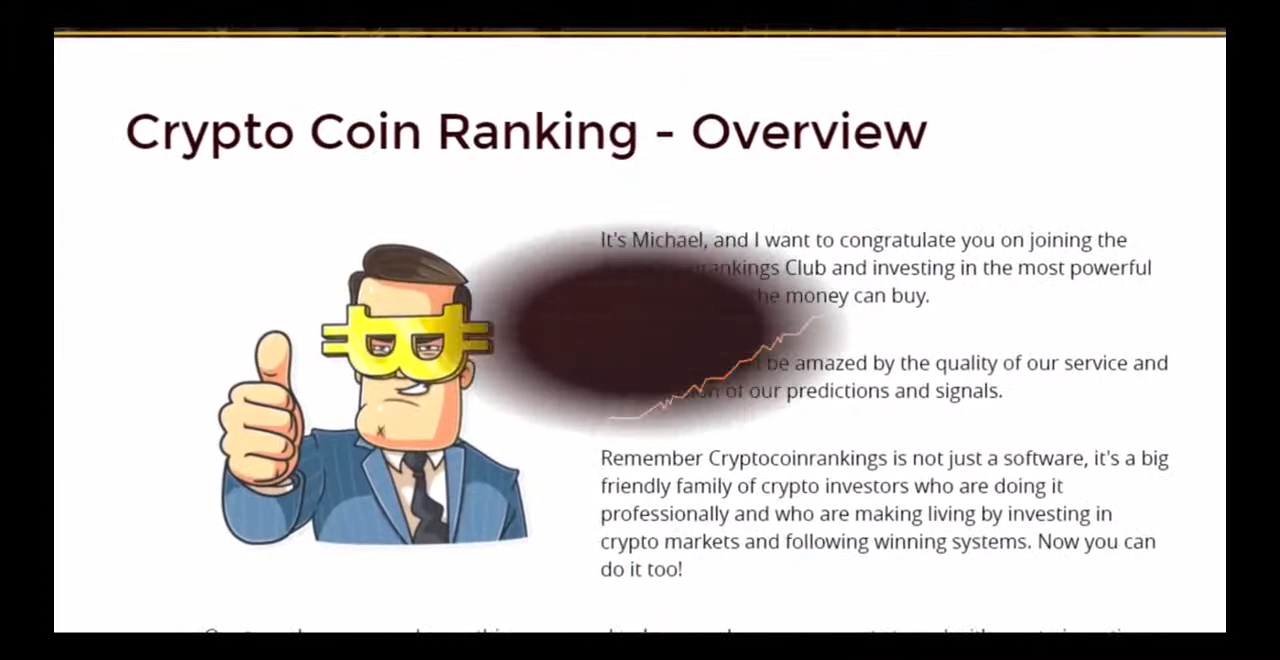 Crypto Coin Ranking - Overview
It's Michael, and I want to congratulate you on joining the
Club and investing in the most powerful
money can buy.
be amazed by the quality of our service and
of our predictions and signals.
Remember Cryptocoinrankings is not just a software, it's a big
friendly family of crypto investors who are doing it
professionally and who are making living by investing in
crypto markets and following winning systems. Now you can
do it too!